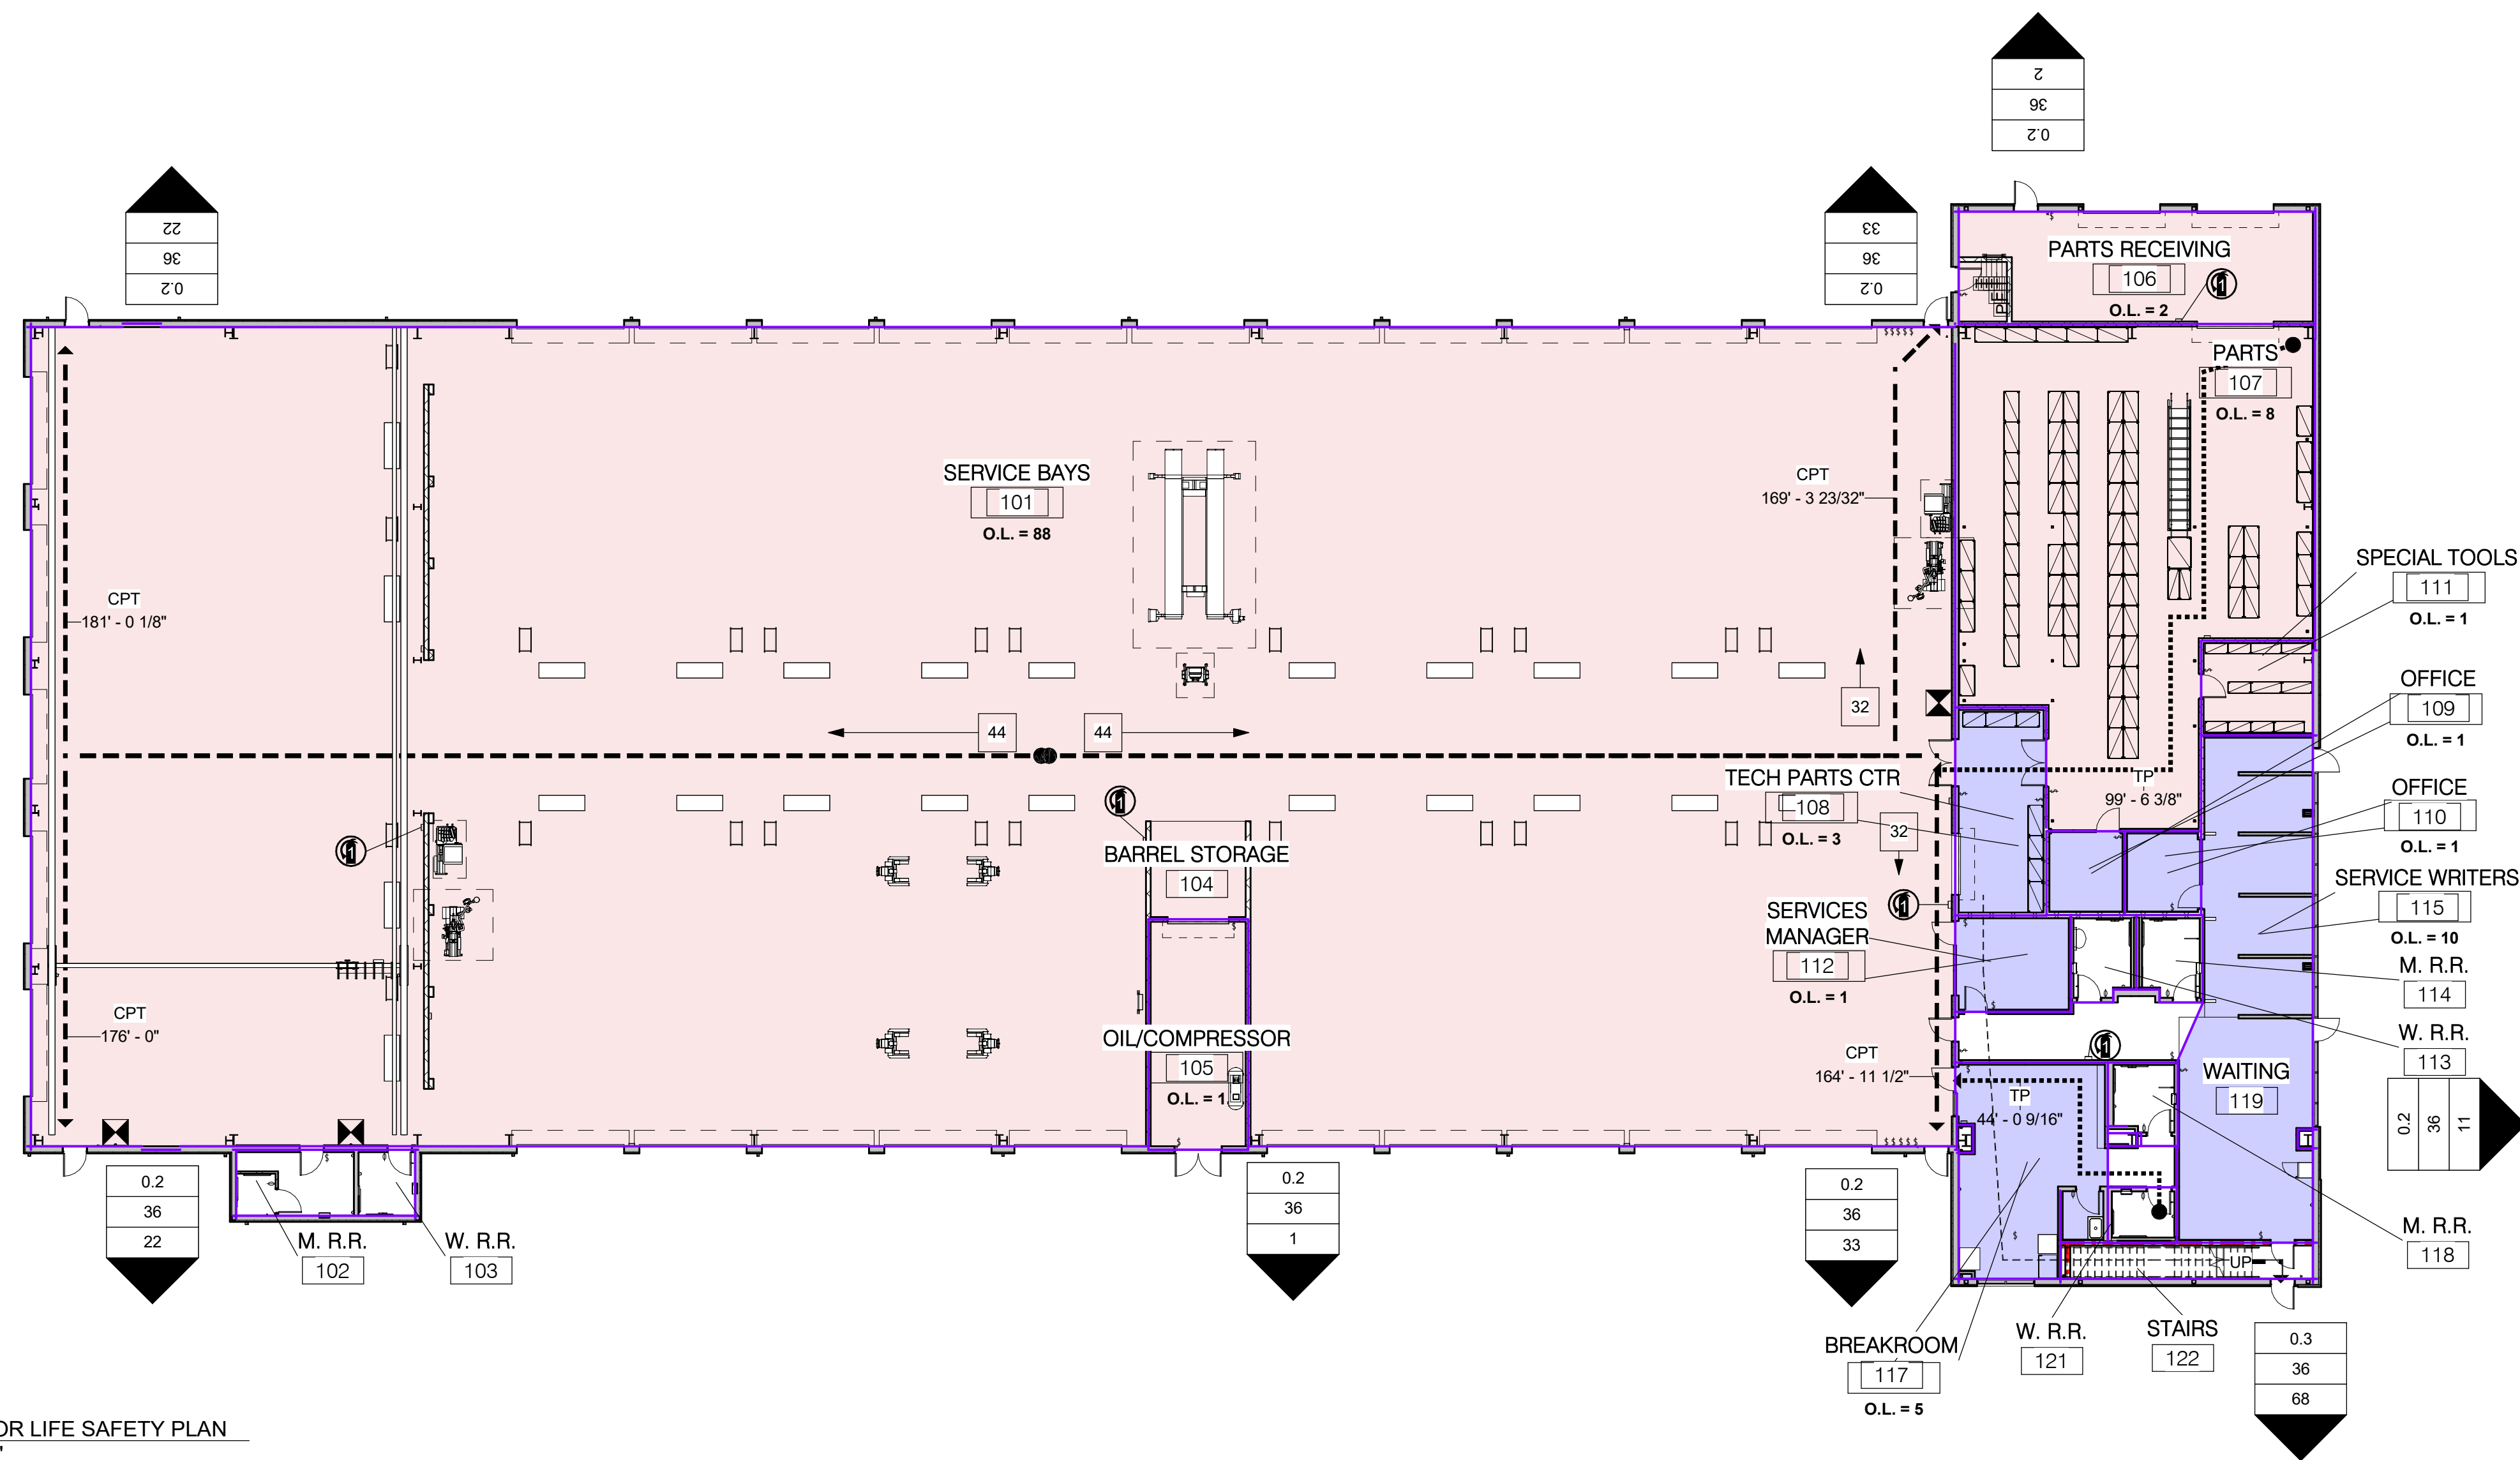 2
36
0.2
22
36
0.2
33
36
0.2
PARTS RECEIVING
106
O.L. = 2
PARTS
107
O.L. = 8
SERVICE BAYS
101
O.L. = 88
CPT
169' - 3 23/32"
CPT
181' - 0 1/8"
SPECIAL TOOLS
111
O.L. = 1
OFFICE
109
O.L. = 1
32
44
44
TECH PARTS CTR
108
O.L. = 3
TP
99' - 6 3/8"
OFFICE
110
O.L. = 1
32
BARREL STORAGE
104
SERVICE WRITERS
115
O.L. = 10
SERVICES
MANAGER
112
O.L. = 1
M. R.R.
114
CPT
176' - 0"
OIL/COMPRESSOR
105
O.L. = 1
CPT
164' - 11 1/2"
W. R.R.
113
WAITING
119
TP
44' - 0 9/16"
0.2
36
11
0.2
36
22
0.2
36
1
0.2
36
33
M. R.R.
102
W. R.R.
103
M. R.R.
118
UP
BREAKROOM
117
O.L. = 5
W. R.R.
121
STAIRS
122
0.3
36
68
OR LIFE SAFETY PLAN